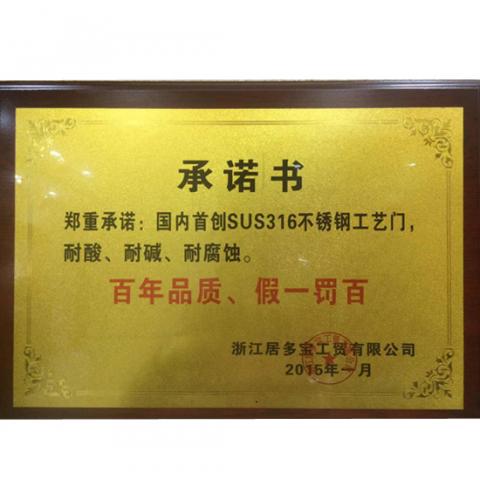 承诺书
郑重承诺：国内首创SUS316不锈钢工艺门，
耐酸、耐碱、耐腐蚀。
百年品质、假一罚百
浙江居多宝工贸有限公司
2015年一月